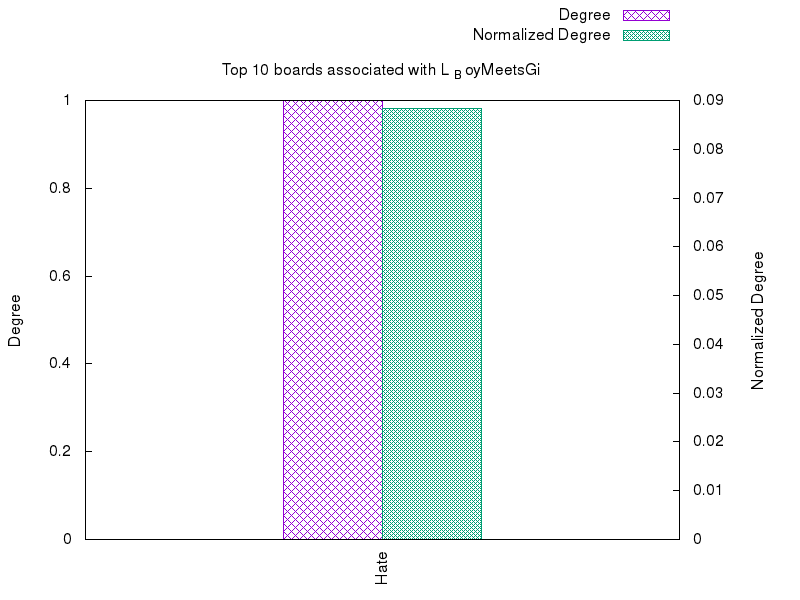 Degree
Normalized Degree
Top 10 boards associated with L B oyMeetsGi
1
0.8
0.6
0.4
0.2
0
0.09
0.08
0.07
0.06
0.05
0.04
0.03
0.02
0.01
0
Degree
Normalized Degree
Hate